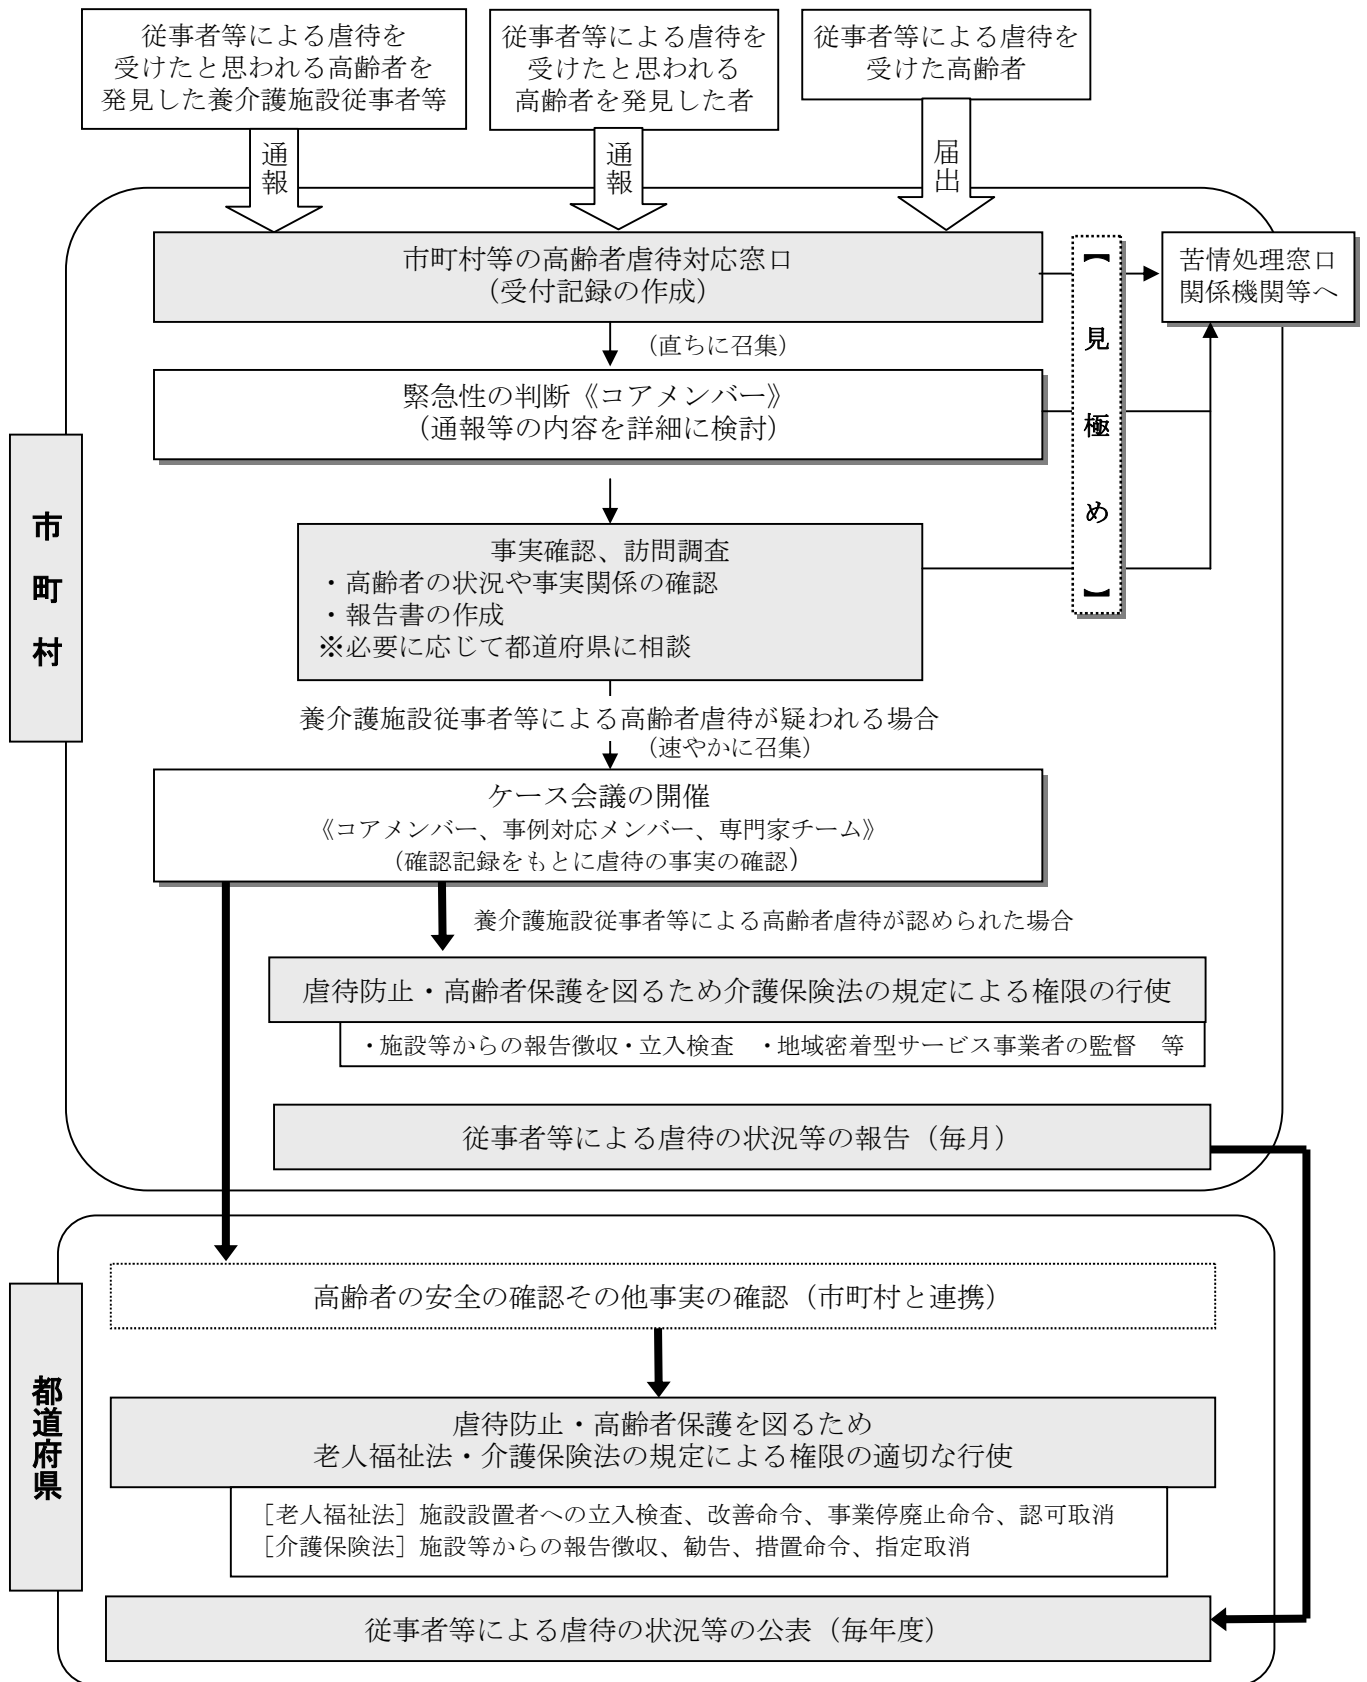 従事者等による虐待を
受けたと思われる高齢者を
発見した養介護施設従事者等
従事者等による虐待を
受けたと思われる
高齢者を発見した者
従事者等による虐待を
受けた高齢者
通報
通報
届出
市町村等の高齢者虐待対応窓口
（受付記録の作成）
苦情処理窓口
関係機関等へ
【見極め】
（直ちに召集）
緊急性の判断《コアメンバー》
（通報等の内容を詳細に検討）
市町村
事実確認、訪問調査
・高齢者の状況や事実関係の確認
・報告書の作成
※必要に応じて都道府県に相談
養介護施設従事者等による高齢者虐待が疑われる場合
（速やかに召集）
ケース会議の開催
《コアメンバー、事例対応メンバー、専門家チーム》
（確認記録をもとに虐待の事実の確認）
養介護施設従事者等による高齢者虐待が認められた場合
虐待防止・高齢者保護を図るため介護保険法の規定による権限の行使
・施設等からの報告徴収・立入検査　・地域密着型サービス事業者の監督　等
従事者等による虐待の状況等の報告（毎月）
都道府県
高齢者の安全の確認その他事実の確認（市町村と連携）
虐待防止・高齢者保護を図るため
老人福祉法・介護保険法の規定による権限の適切な行使
［老人福祉法］施設設置者への立入検査、改善命令、事業停廃止命令、認可取消
［介護保険法］施設等からの報告徴収、勧告、措置命令、指定取消
従事者等による虐待の状況等の公表（毎年度）